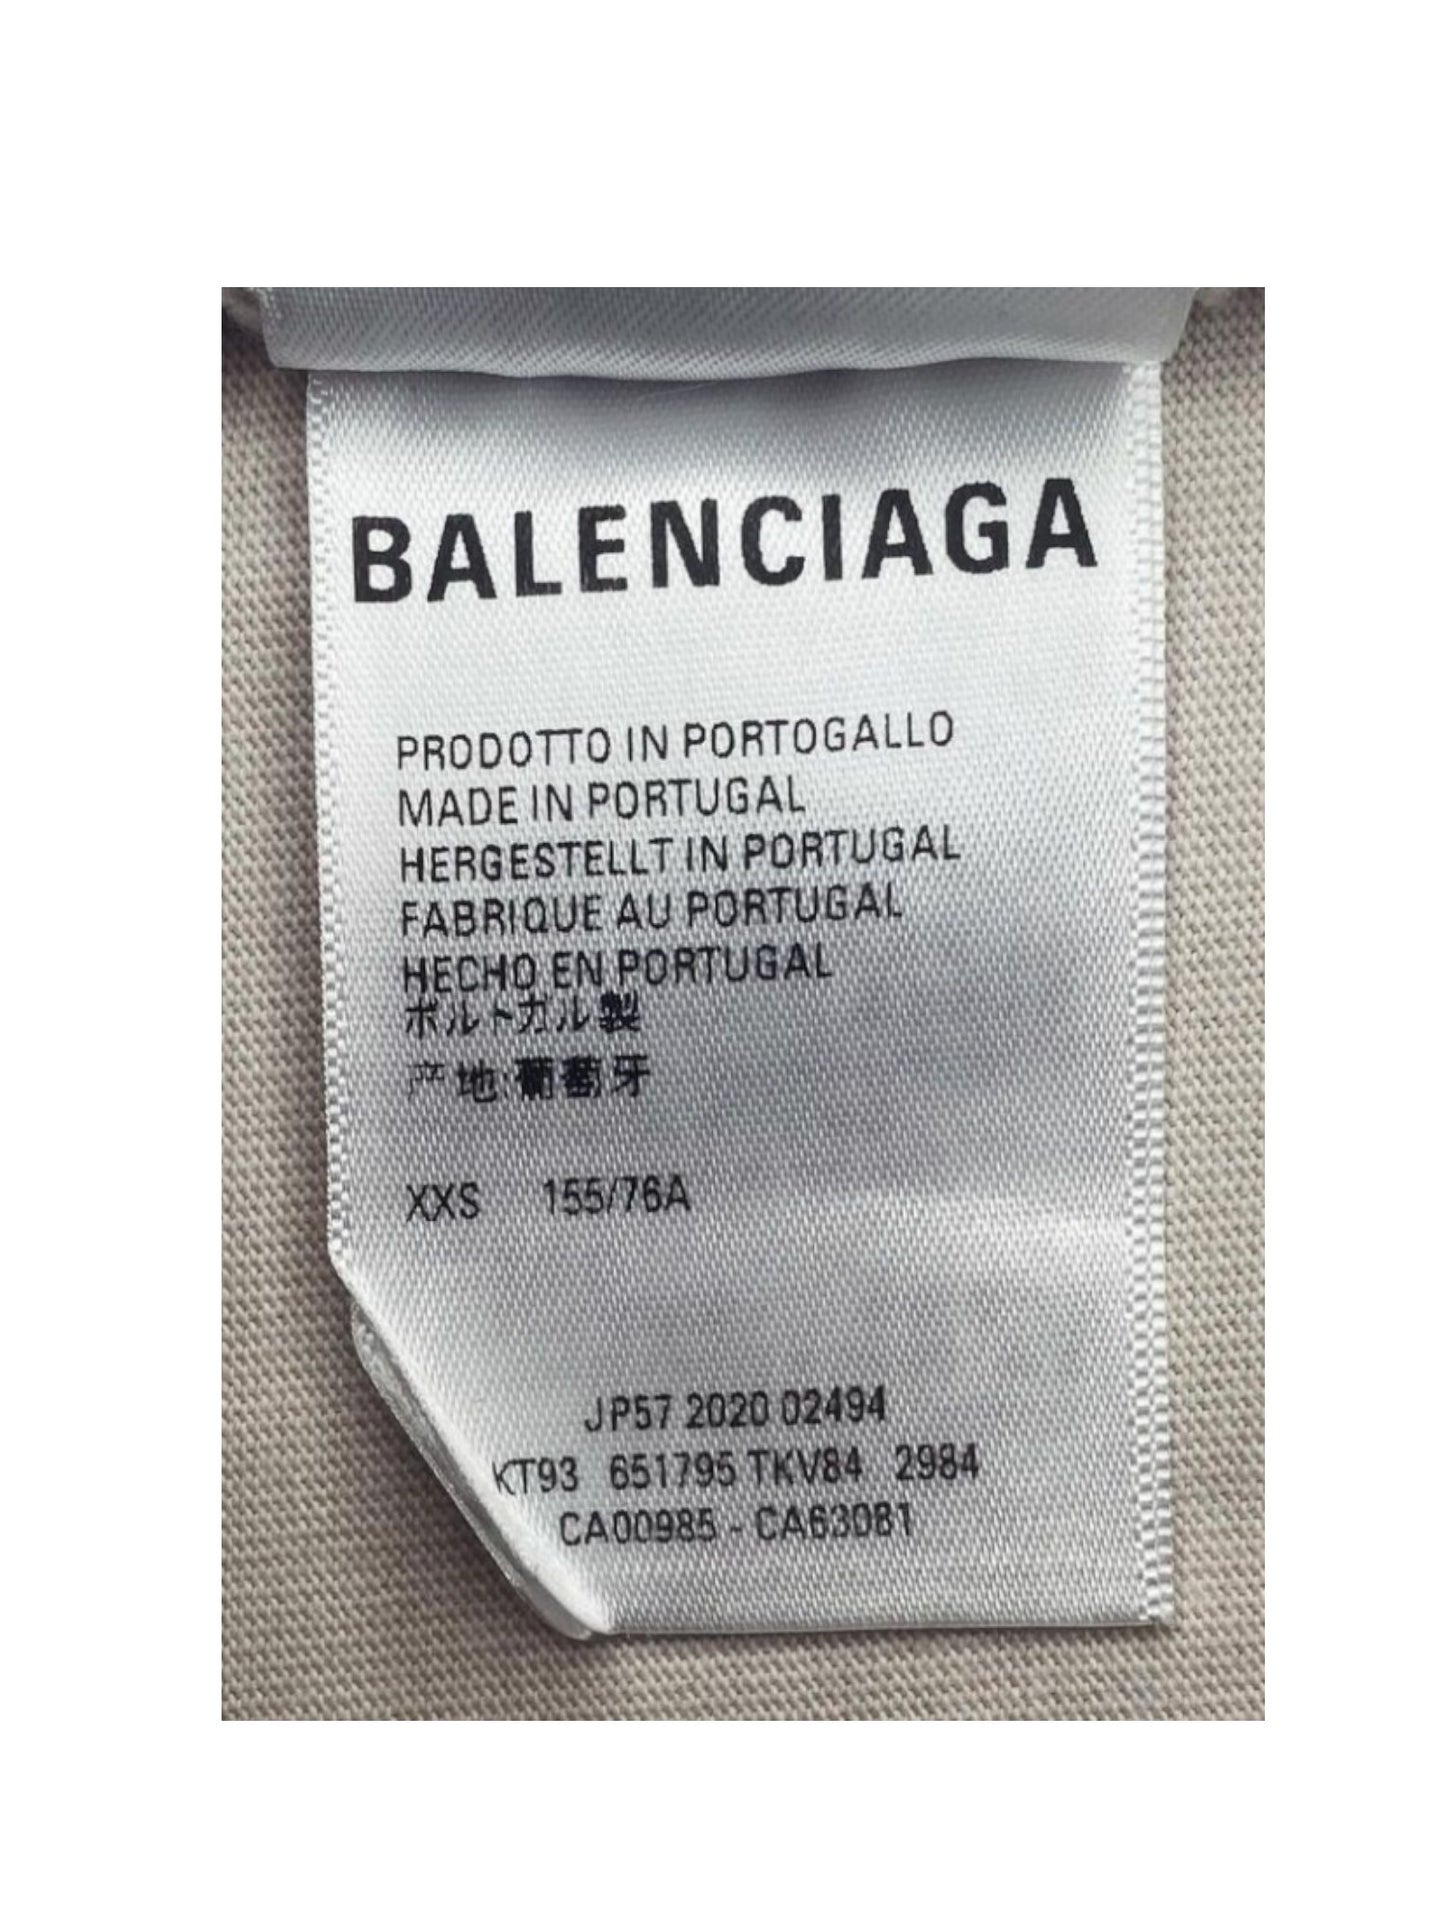 BALENCIAGA
PRODOTTO IN PORTOGALLO
MADE IN PORTUGAL
HERGESTELLT IN PORTUGAL
FABRIQUE AU PORTUGAL
HECHO EN PORTUGAL
ポルトガル製
产地:葡萄牙
XXS 155/76A
JP57 2020 02494
KT93 651795 TKV84 2984
CA00985 - CA63081